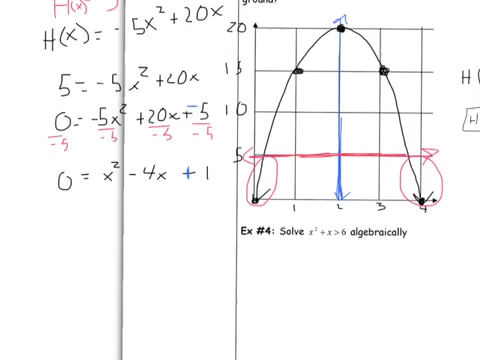 H(x)
ground?
H(x) = -5x² + 20x
5 = -5x² + 20x
0 = -5x² + 20x + -5
-5 -5 -5 -5
0 = x² - 4x + 1
20
15
10
5
1 2 3 4
H
H
Ex #4: Solve x² + x > 6 algebraically